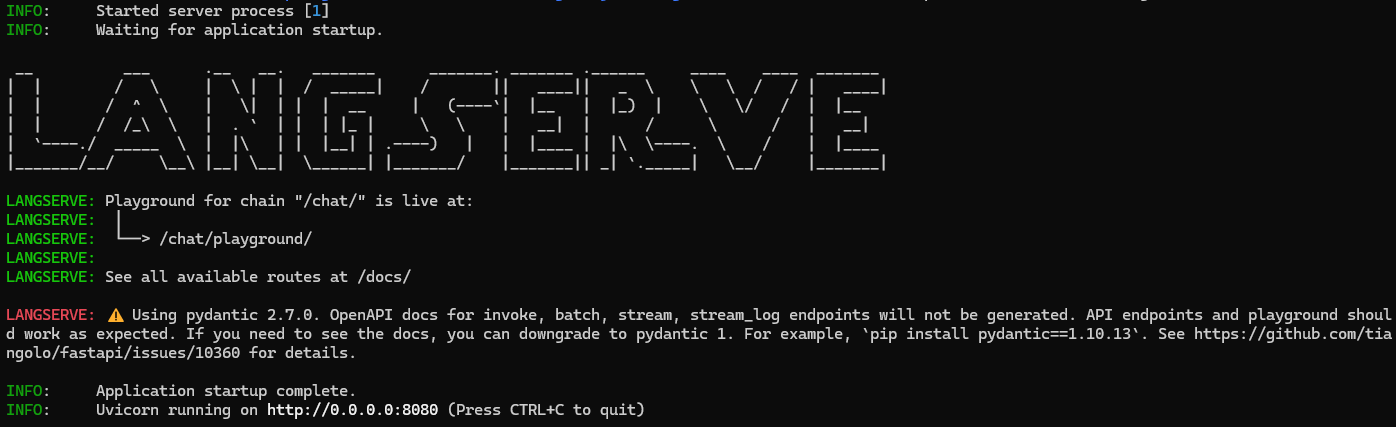 INFO:     Started server process [1]
INFO:     Waiting for application startup.
LANGSERVE
LANGSERVE: Playground for chain "/chat/" is live at:
LANGSERVE:  │
LANGSERVE:  └──> /chat/playground/
LANGSERVE:
LANGSERVE: See all available routes at /docs/
LANGSERVE: ⚠️ Using pydantic 2.7.0. OpenAPI docs for invoke, batch, stream, stream_log endpoints will not be generated. API endpoints and playground shoul
d work as expected. If you need to see the docs, you can downgrade to pydantic 1. For example, `pip install pydantic==1.10.13`. See https://github.com/tia
ngolo/fastapi/issues/10360 for details.
INFO:     Application startup complete.
INFO:     Uvicorn running on http://0.0.0.0:8080 (Press CTRL+C to quit)